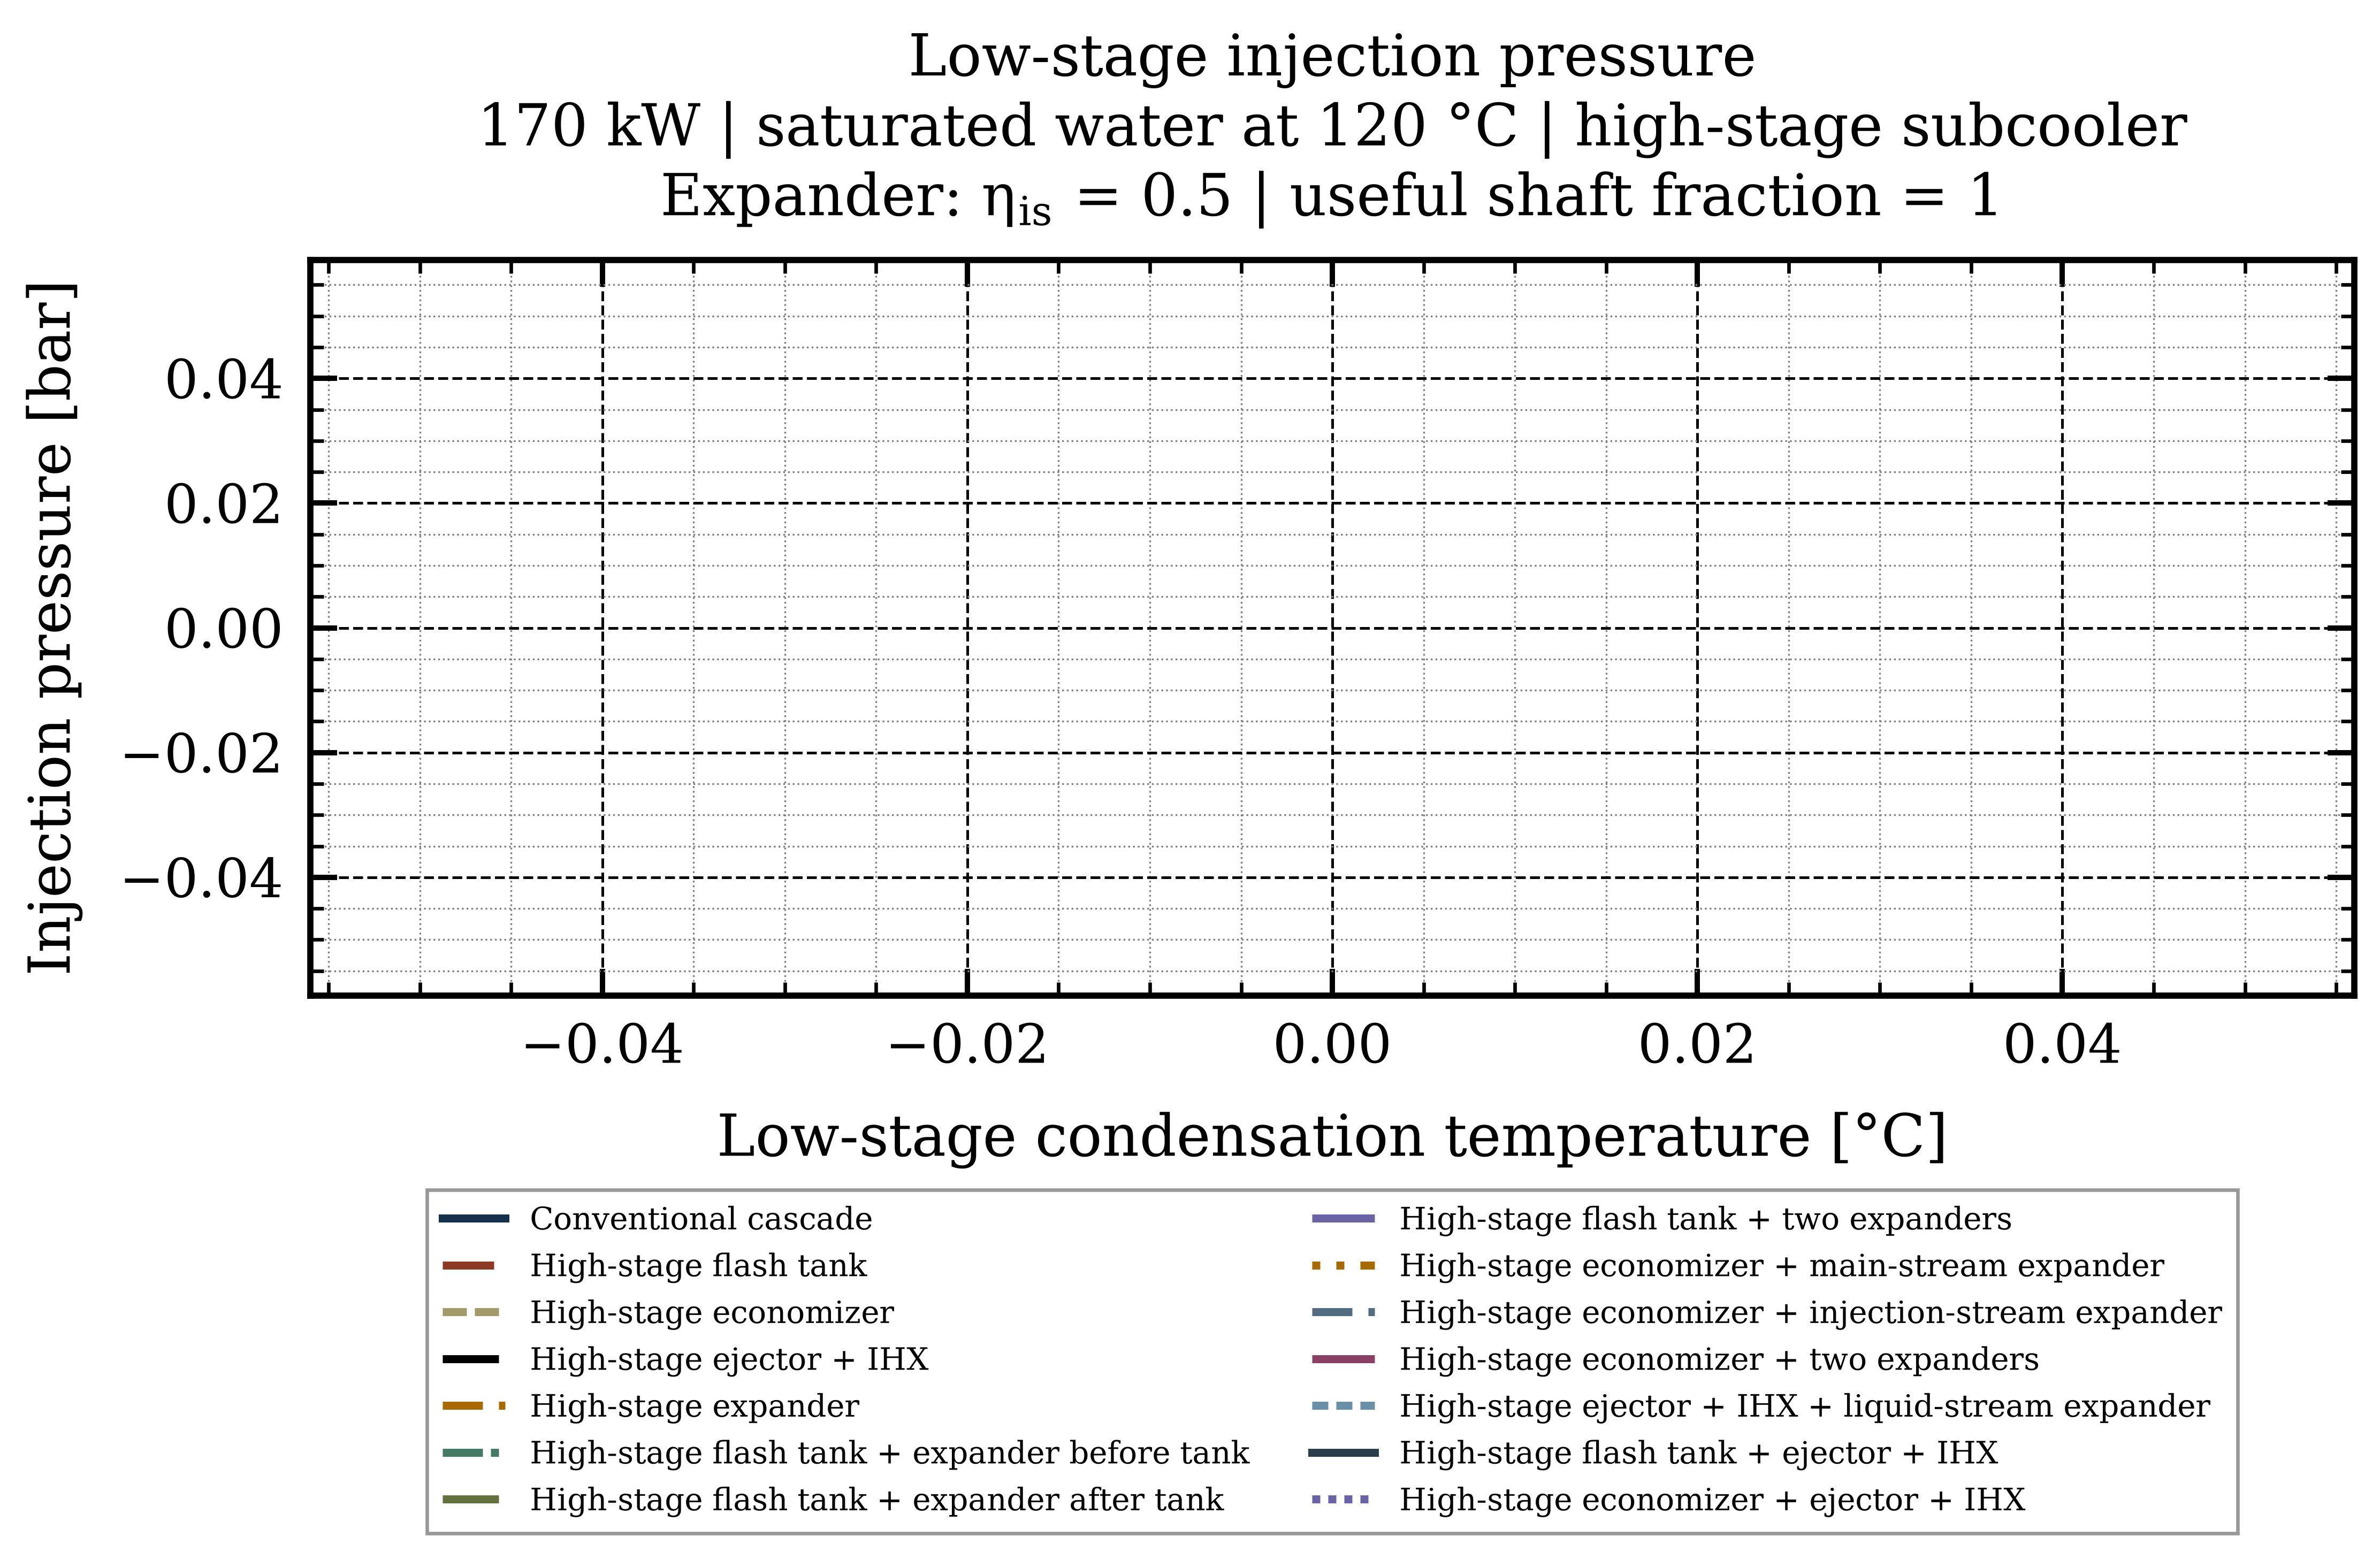 Low-stage injection pressure
170 kW | saturated water at 120 °C | high-stage subcooler
Expander: ηis = 0.5 | useful shaft fraction = 1
Injection pressure [bar]
0.04
0.02
0.00
−0.02
−0.04
−0.04 −0.02 0.00 0.02 0.04
Low-stage condensation temperature [°C]
Conventional cascade
High-stage flash tank
High-stage economizer
High-stage ejector + IHX
High-stage expander
High-stage flash tank + expander before tank
High-stage flash tank + expander after tank
High-stage flash tank + two expanders
High-stage economizer + main-stream expander
High-stage economizer + injection-stream expander
High-stage economizer + two expanders
High-stage ejector + IHX + liquid-stream expander
High-stage flash tank + ejector + IHX
High-stage economizer + ejector + IHX